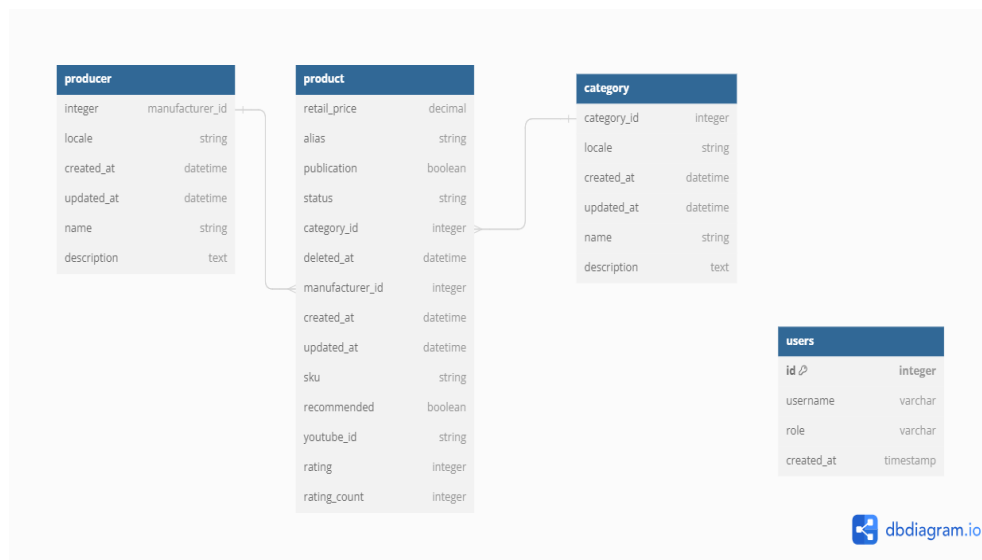 producer
integer manufacturer_id
locale string
created_at datetime
updated_at datetime
name string
description text
product
retail_price decimal
alias string
publication boolean
status string
category_id integer
deleted_at datetime
manufacturer_id integer
created_at datetime
updated_at datetime
sku string
recommended boolean
youtube_id string
rating integer
rating_count integer
category
category_id integer
locale string
created_at datetime
updated_at datetime
name string
description text
users
id integer
username varchar
role varchar
created_at timestamp
dbdiagram.io